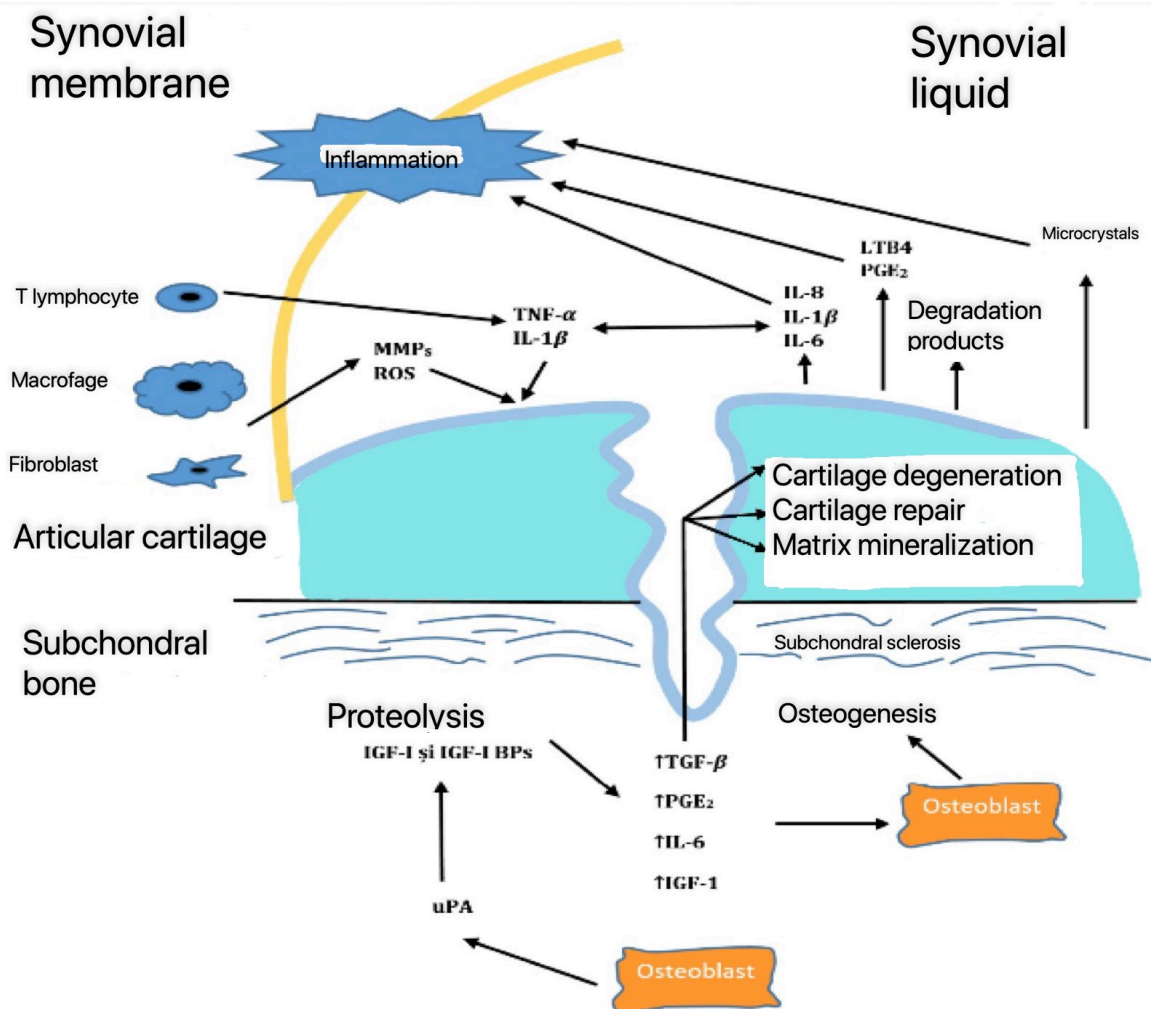 Synovial
membrane
Synovial
liquid
Inflammation
Microcrystals
LTB4
PGE₂
T lymphocyte
IL-8
IL-1β
IL-6
TNF-α
IL-1β
Degradation
products
MMPs
ROS
Macrofage
Fibroblast
Cartilage degeneration
Cartilage repair
Matrix mineralization
Articular cartilage
Subchondral
bone
Subchondral sclerosis
Proteolysis
IGF-I și IGF-I BPs
Osteogenesis
↑TGF-β
↑PGE₂
↑IL-6
↑IGF-1
Osteoblast
uPA
Osteoblast